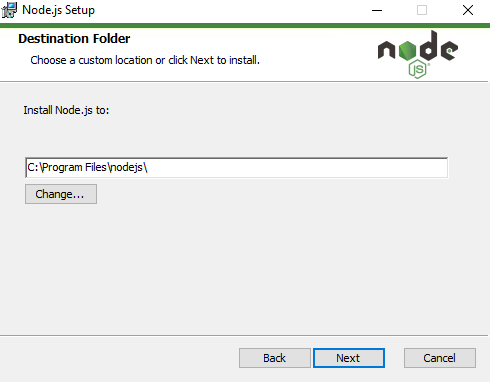 Node.js Setup
Destination Folder
Choose a custom location or click Next to install.
node
JS
Install Node.js to:
C:\Program Files\nodejs\
Change...
Back
Next
Cancel